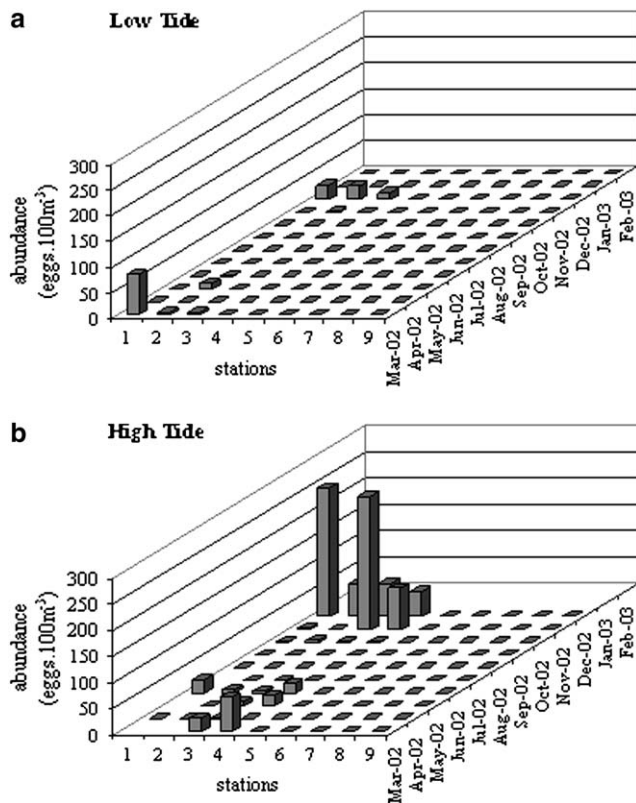 a Low Tide
300
250
200
150
100
50
0
abundance
(eggs.100m⁻³)
1 2 3 4 5 6 7 8 9
stations
Mar-02
Apr-02
May-02
Jun-02
Jul-02
Aug-02
Sep-02
Oct-02
Nov-02
Dec-02
Jan-03
Feb-03
b High Tide
300
250
200
150
100
50
0
abundance
(eggs.100m⁻³)
1 2 3 4 5 6 7 8 9
stations
Mar-02
Apr-02
May-02
Jun-02
Jul-02
Aug-02
Sep-02
Oct-02
Nov-02
Dec-02
Jan-03
Feb-03